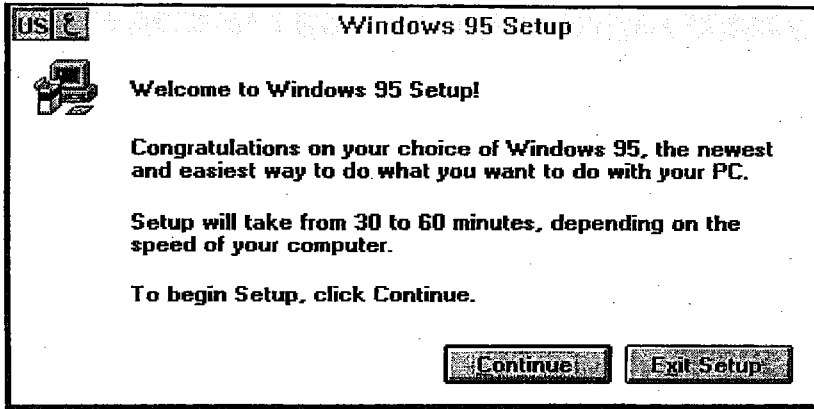 US ع Windows 95 Setup
Welcome to Windows 95 Setup!
Congratulations on your choice of Windows 95, the newest
and easiest way to do what you want to do with your PC.
Setup will take from 30 to 60 minutes, depending on the
speed of your computer.
To begin Setup, click Continue.
Continue Exit Setup